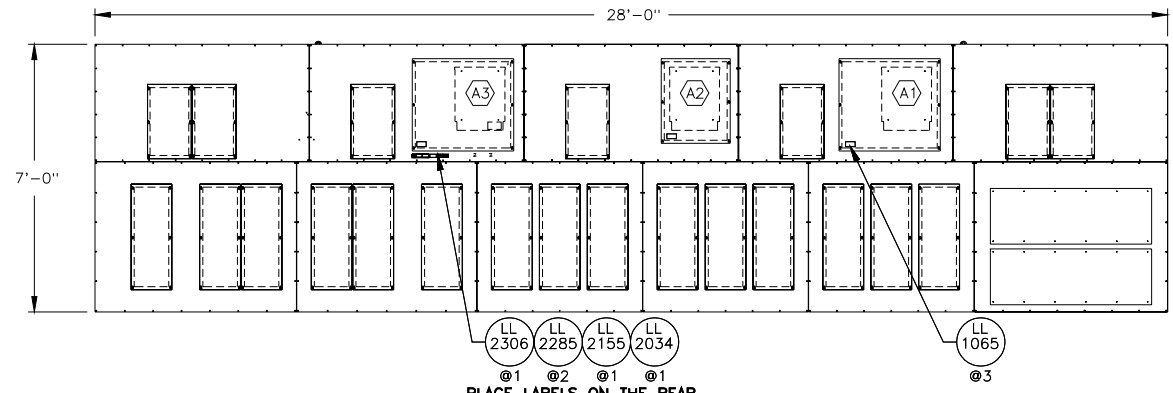 28'-0"
A3
A2
A1
7'-0"
LL
2306
LL
2285
LL
2155
LL
2034
LL
1065
@1
@2
@1
@1
@3
PLACE LABELS ON THE REAR